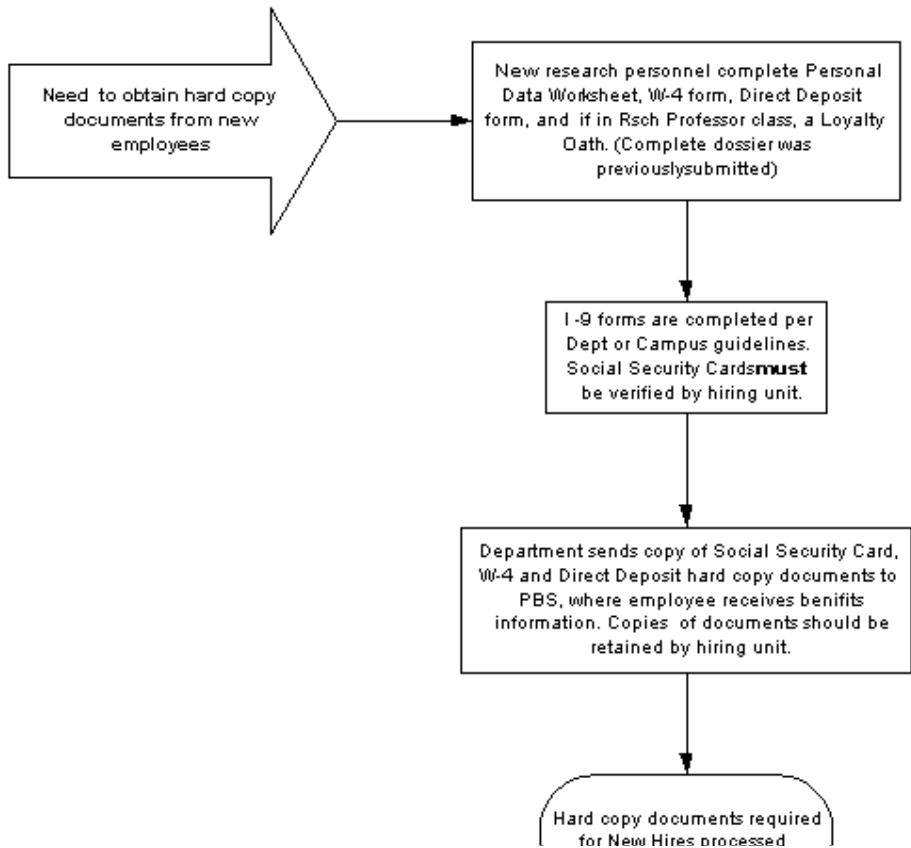 Need to obtain hard copy
documents from new
employees
New research personnel complete Personal
Data Worksheet, W-4 form, Direct Deposit
form, and if in Rsch Professor class, a Loyalty
Oath. (Complete dossier was
previouslysubmitted)
I-9 forms are completed per
Dept or Campus guidelines.
Social Security Cardsmust
be verified by hiring unit.
Department sends copy of Social Security Card,
W-4 and Direct Deposit hard copy documents to
PBS, where employee receives benifits
information. Copies of documents should be
retained by hiring unit.
Hard copy documents required
for New Hires processed